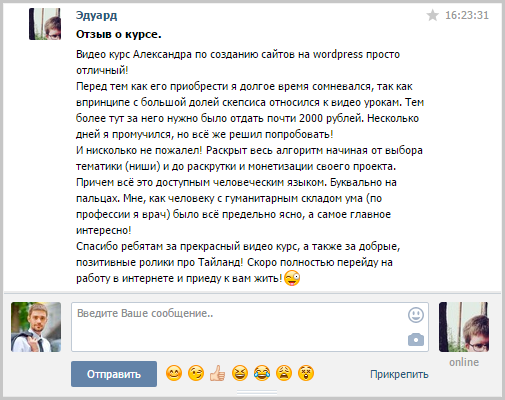 Эдуард 16:23:31
Отзыв о курсе.
Видео курс Александра по созданию сайтов на wordpress просто
отличный!
Перед тем как его приобрести я долгое время сомневался, так как
впринципе с большой долей скепсиса относился к видео урокам. Тем
более тут за него нужно было отдать почти 2000 рублей. Несколько
дней я промучился, но всё же решил попробовать!
И нисколько не пожалел! Раскрыт весь алгоритм начиная от выбора
тематики (ниши) и до раскрутки и монетизации своего проекта.
Причем всё это доступным человеческим языком. Буквально на
пальцах. Мне, как человеку с гуманитарным складом ума (по
профессии я врач) было всё предельно ясно, а самое главное
интересно!
Спасибо ребятам за прекрасный видео курс, а также за добрые,
позитивные ролики про Тайланд! Скоро полностью перейду на
работу в интернете и приеду к вам жить!😜
Введите Ваше сообщение..
online
Отправить Прикрепить